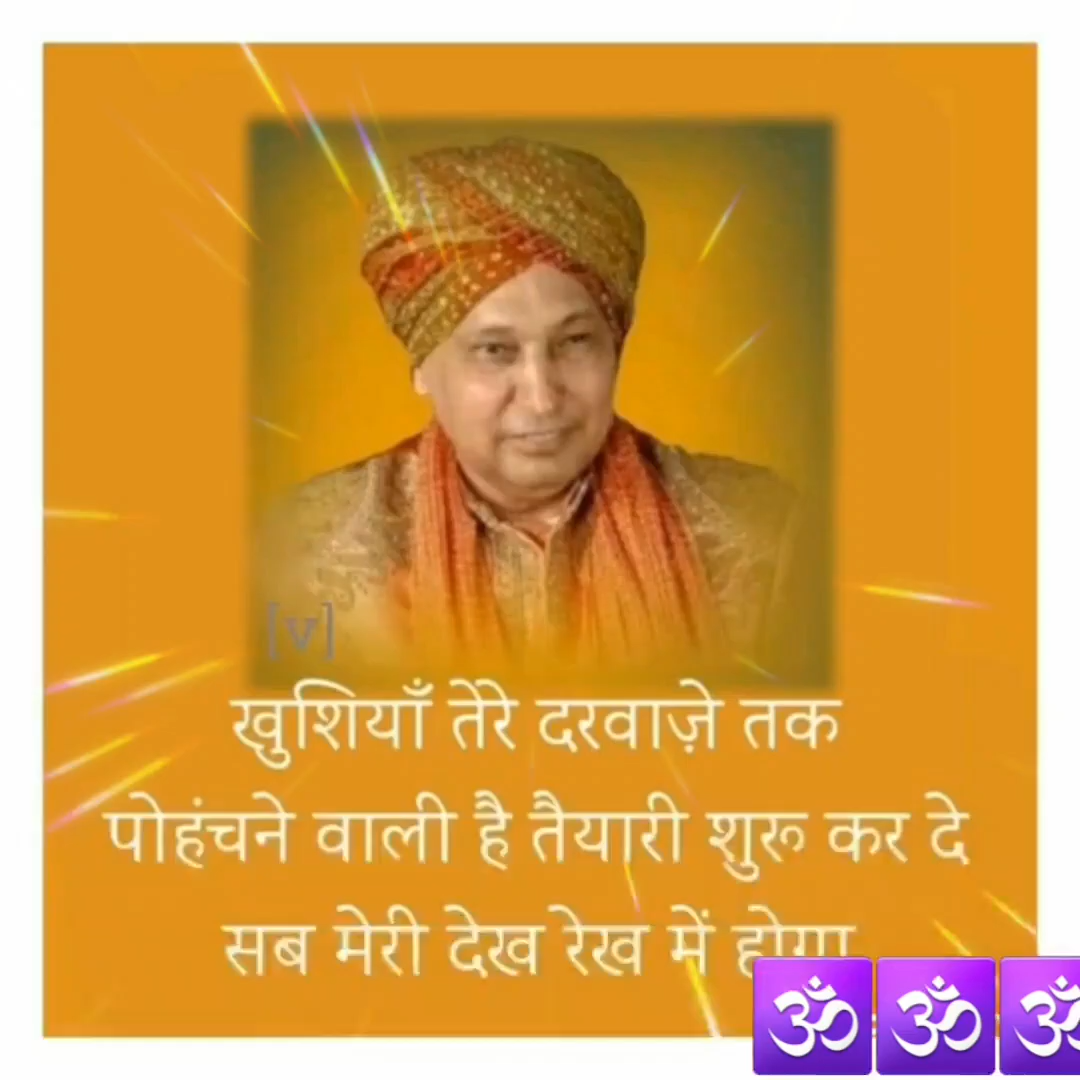 [v]
खुशियाँ तेरे दरवाज़े तक
पोहंचने वाली है तैयारी शुरू कर दे
सब मेरी देख रेख में होगा
ॐ ॐ ॐ